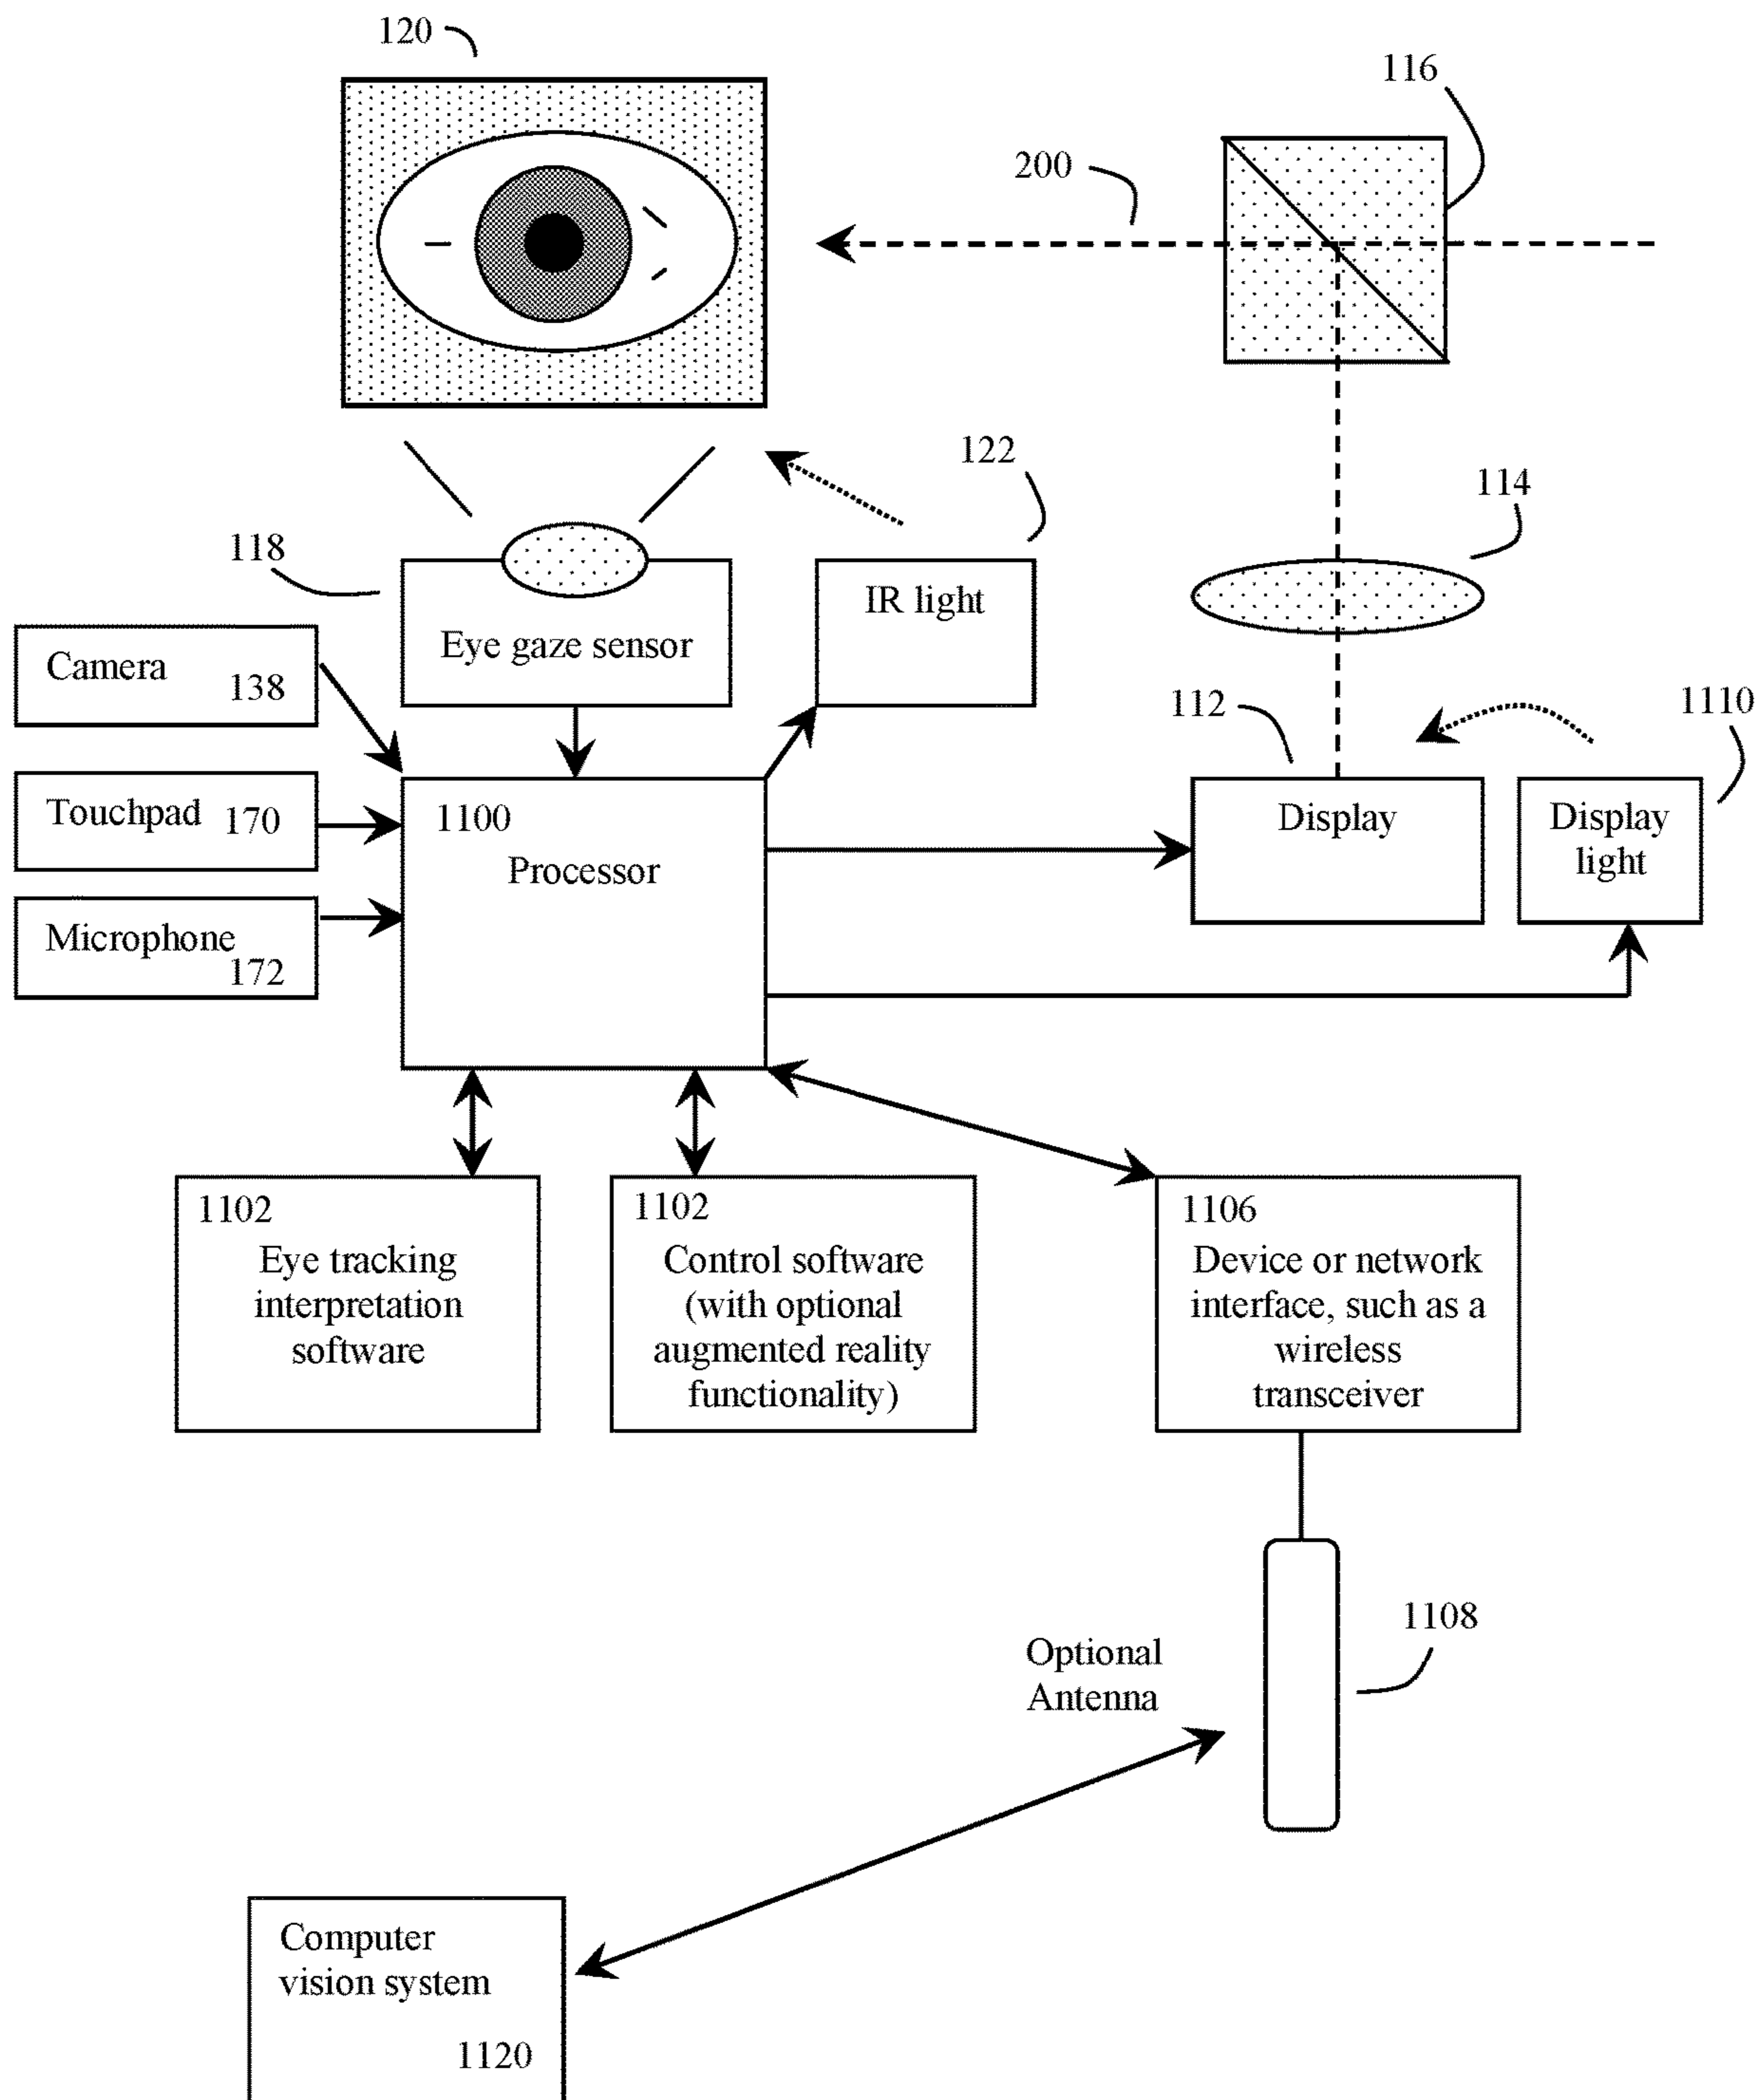 120
116
200
122
114
118
IR light
Eye gaze sensor
Camera
138
112
1110
Touchpad 170
1100
Processor
Display
Display
light
Microphone
172
1102
Eye tracking
interpretation
software
1102
Control software
(with optional
augmented reality
functionality)
1106
Device or network
interface, such as a
wireless
transceiver
1108
Optional
Antenna
Computer
vision system
1120